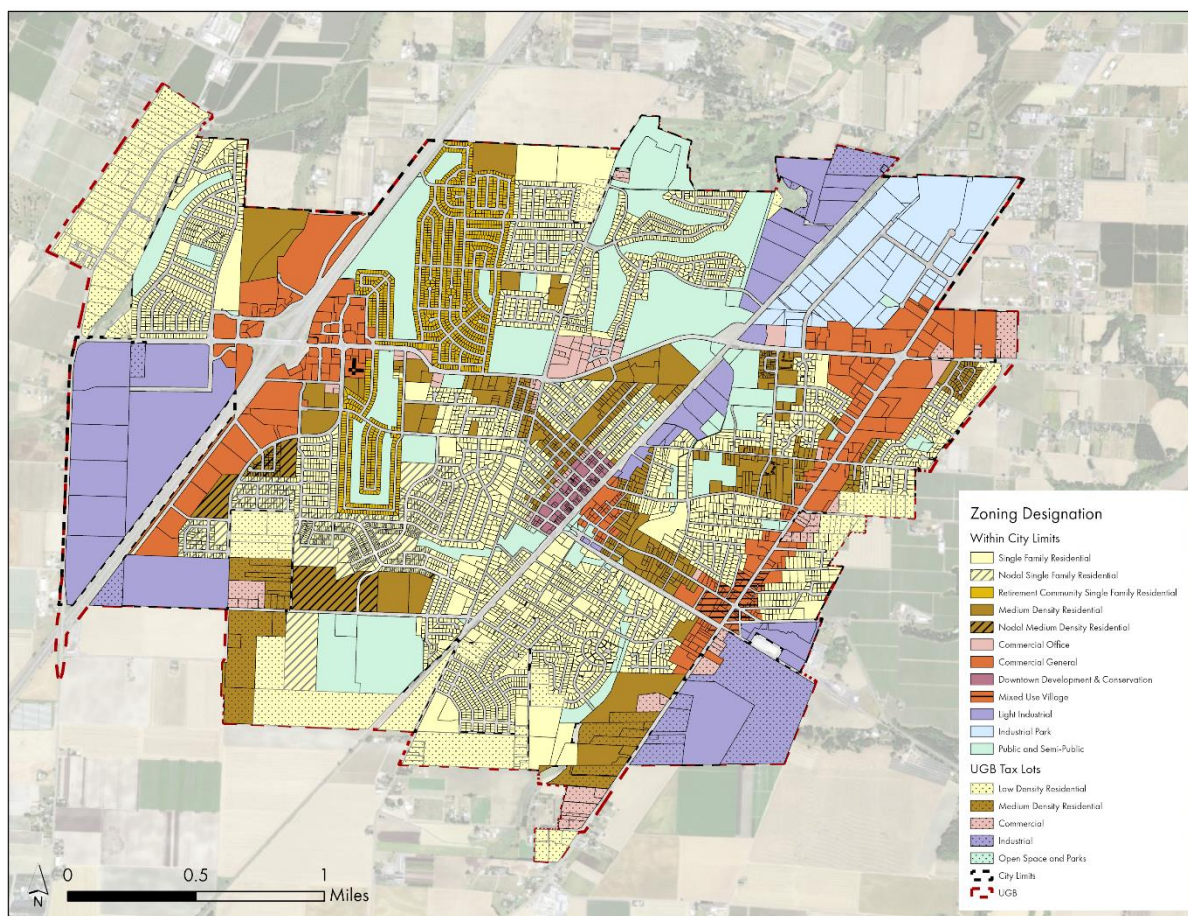 Zoning Designation
Within City Limits
Single Family Residential
Nodal Single Family Residential
Retirement Community Single Family Residential
Medium Density Residential
Nodal Medium Density Residential
Commercial Office
Commercial General
Downtown Development & Conservation
Mixed Use Village
Light Industrial
Industrial Park
Public and Semi-Public
UGB Tax Lots
Low Density Residential
Medium Density Residential
Commercial
Industrial
Open Space and Parks
City Limits
UGB
0 0.5 1
Miles
N